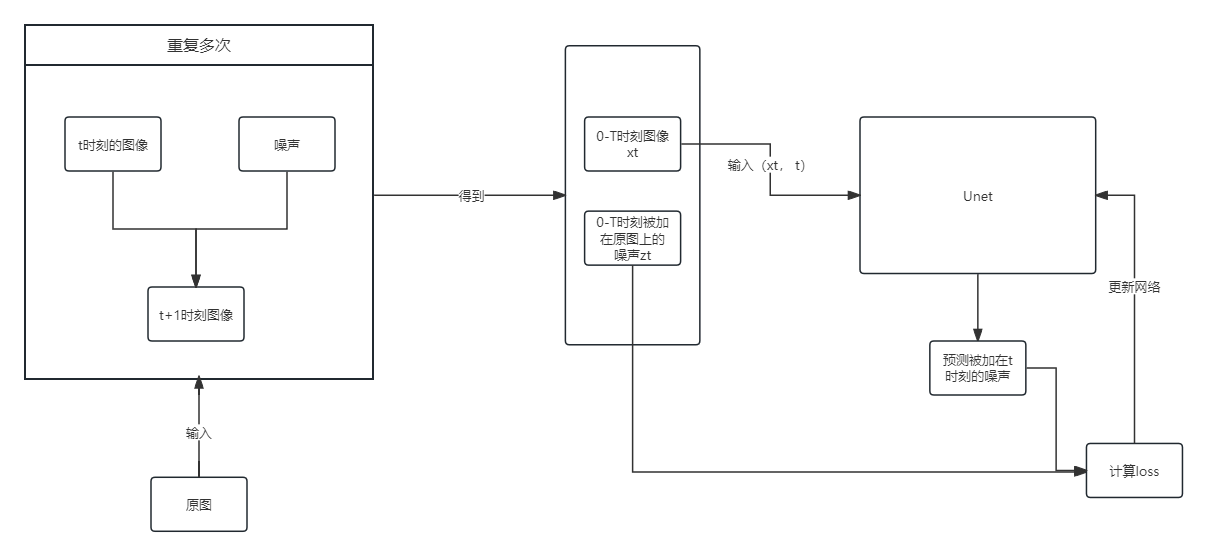 重复多次
t时刻的图像
噪声
t+1时刻图像
输入
原图
得到
0-T时刻图像
xt
0-T时刻被加
在原图上的
噪声zt
输入（xt， t）
Unet
更新网络
预测被加在t
时刻的噪声
计算loss